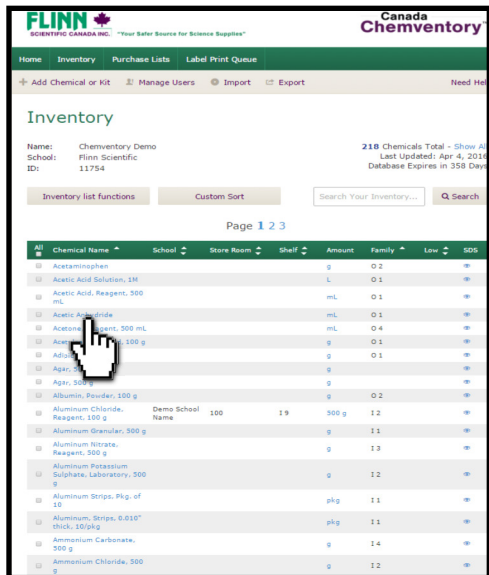 FLINN
SCIENTIFIC CANADA INC. "Your Safer Source for Science Supplies"
Canada
Chemventory
Home Inventory Purchase Lists Label Print Queue
+ Add Chemical or Kit Manage Users Import Export Need Hel
Inventory
Name: Chemventory Demo
School: Flinn Scientific
ID: 11754
218 Chemicals Total - Show All
Last Updated: Apr 4, 2016
Database Expires in 358 Days
Inventory list functions Custom Sort Search Your Inventory... Search
Page 1 2 3
All Chemical Name School Store Room Shelf Amount Family Low SDS
Acetaminophen g O 2
Acetic Acid Solution, 1M L O 1
Acetic Acid, Reagent, 500
mL mL O 1
Acetic mL O 1
Acetone 500 mL mL O 4
100 g g O 1
g O 1
Agar, g
Agar, 500 g g
Albumin, Powder, 100 g g O 2
Aluminum Chloride,
Reagent, 100 g Demo School
Name 100 I 9 500 g I 2
Aluminum Granular, 500 g g I 1
Aluminum Nitrate,
Reagent, 500 g g I 3
Aluminum Potassium
Sulphate, Laboratory, 500
g g I 2
Aluminum Strips, Pkg. of
10 pkg I 1
Aluminum, Strips, 0.010"
thick, 10/pkg pkg I 1
Ammonium Carbonate,
500 g g I 4
Ammonium Chloride, 500
g g I 2